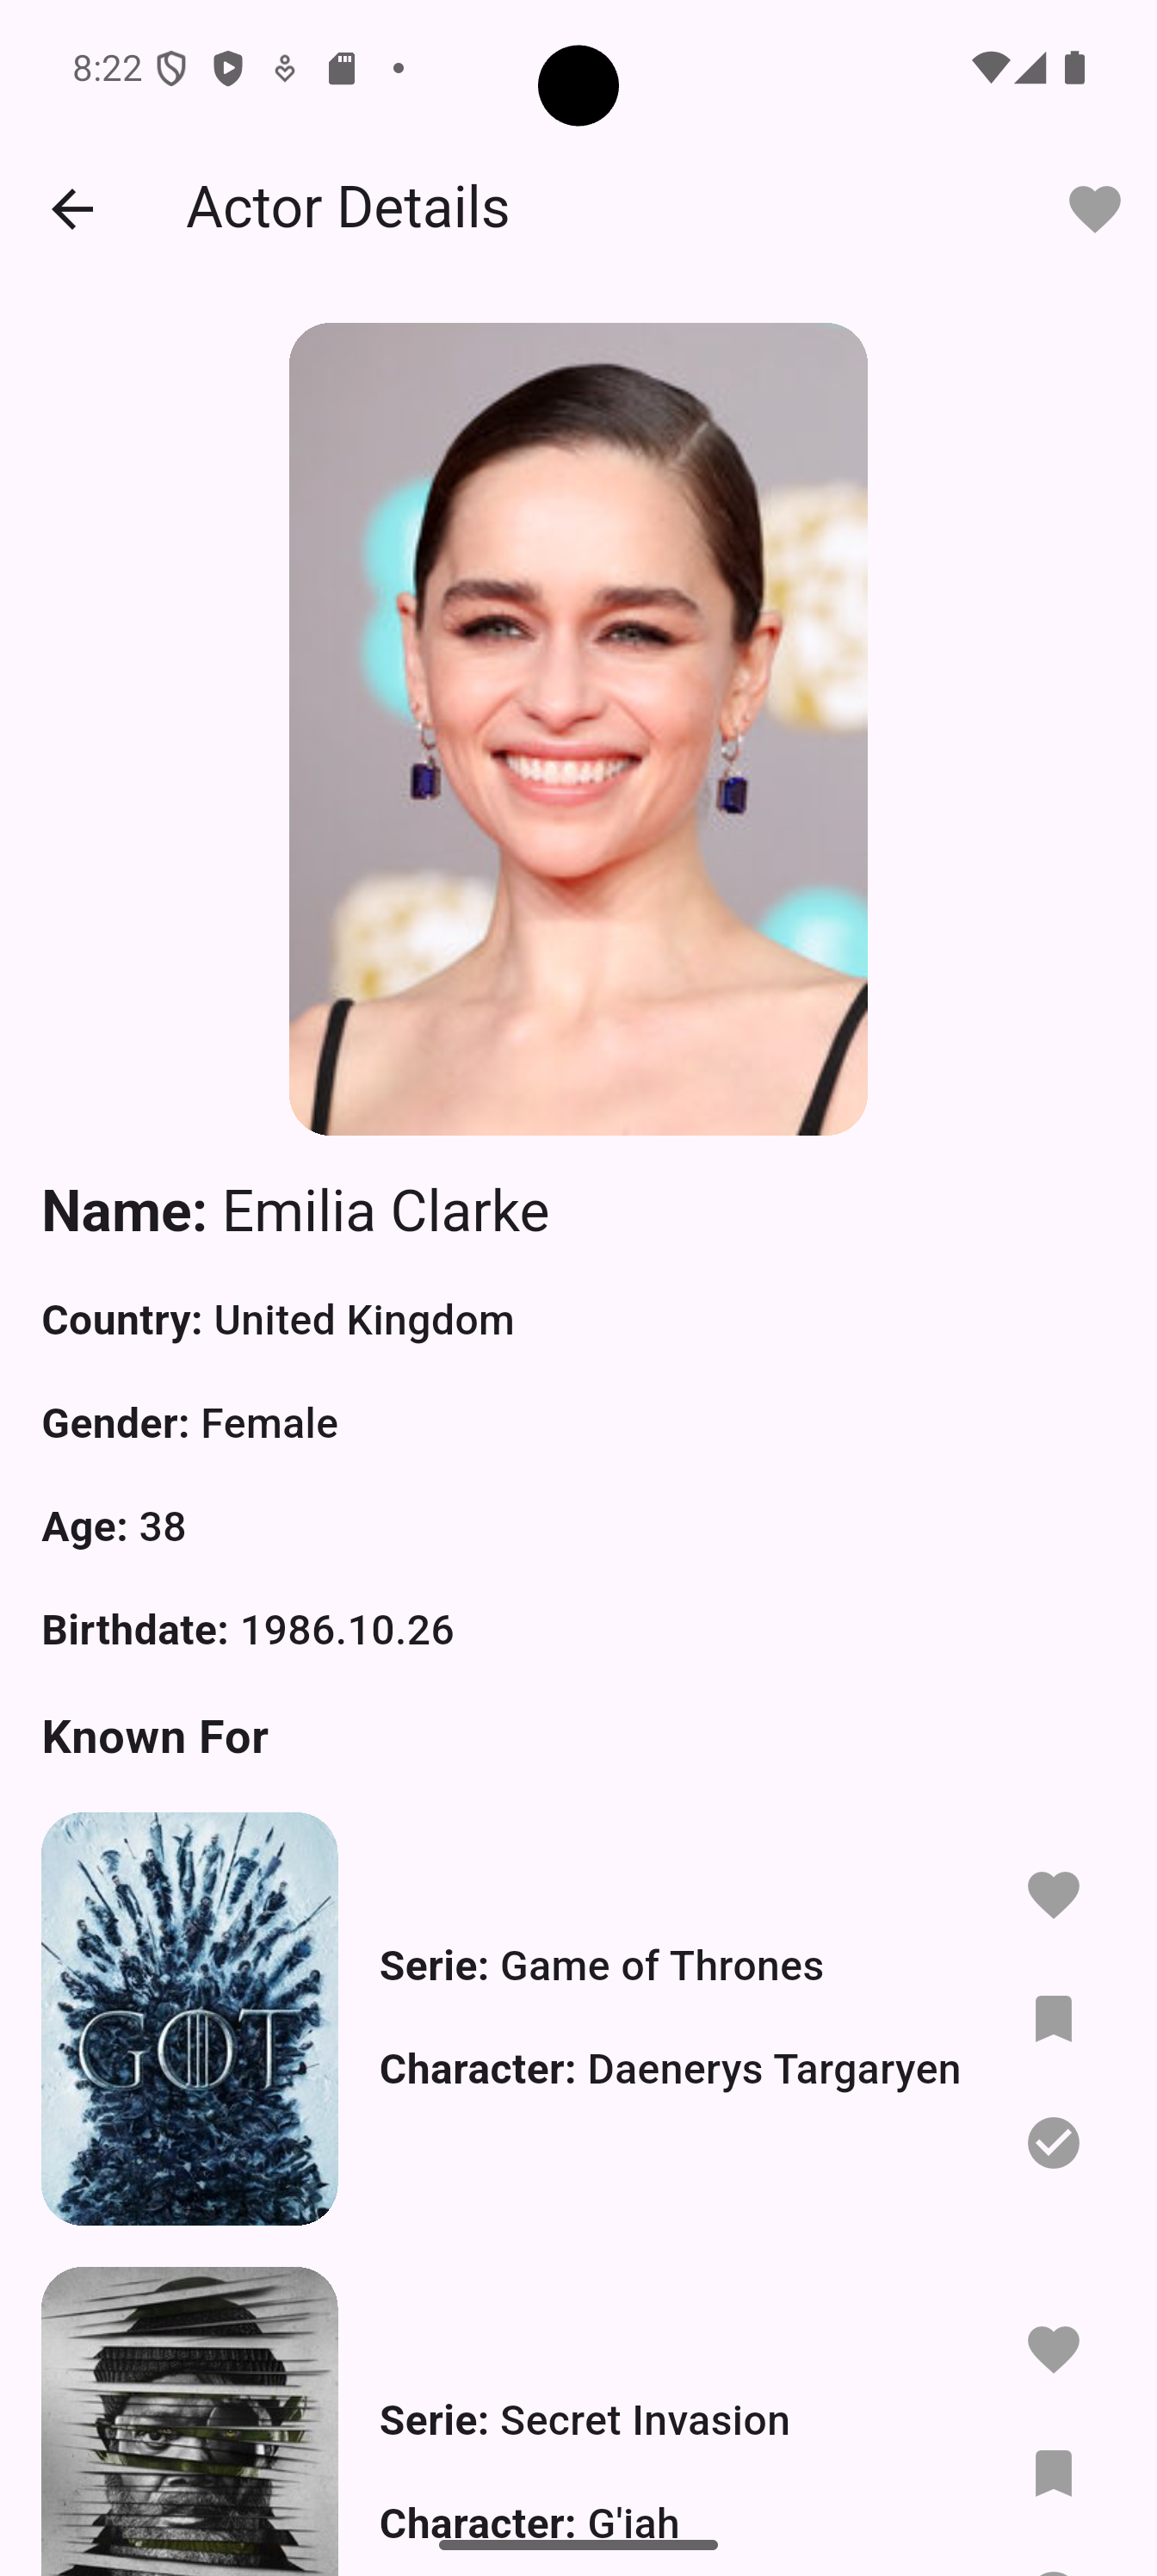 8:22
Actor Details
Name: Emilia Clarke
Country: United Kingdom
Gender: Female
Age: 38
Birthdate: 1986.10.26
Known For
GOT
Serie: Game of Thrones
Character: Daenerys Targaryen
Serie: Secret Invasion
Character: G'iah